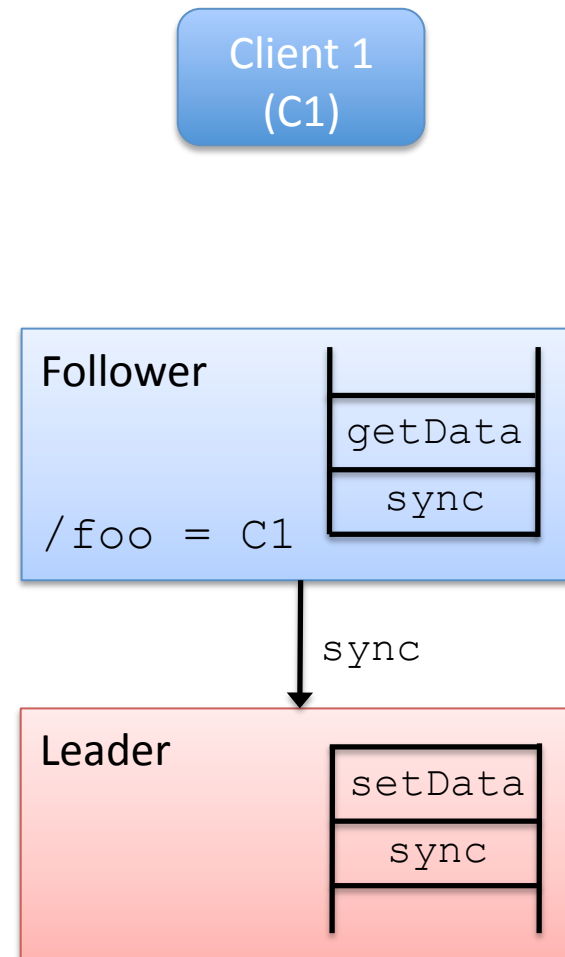 Client 1
(C1)
Follower
getData
sync
/foo = C1
sync
Leader
setData
sync